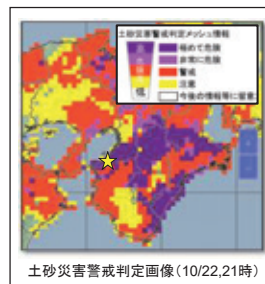 土砂災害警戒判定メッシュ情報
高
極めて危険
非常に危険
警戒
注意
低
今後の情報等に留意
土砂災害警戒判定画像(10/22,21時)